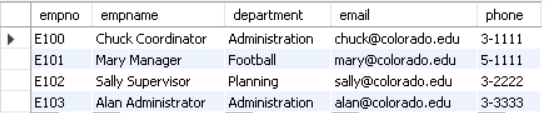 empno empname department email phone
E100 Chuck Coordinator Administration chuck@colorado.edu 3-1111
E101 Mary Manager Football mary@colorado.edu 5-1111
E102 Sally Supervisor Planning sally@colorado.edu 3-2222
E103 Alan Administrator Administration alan@colorado.edu 3-3333